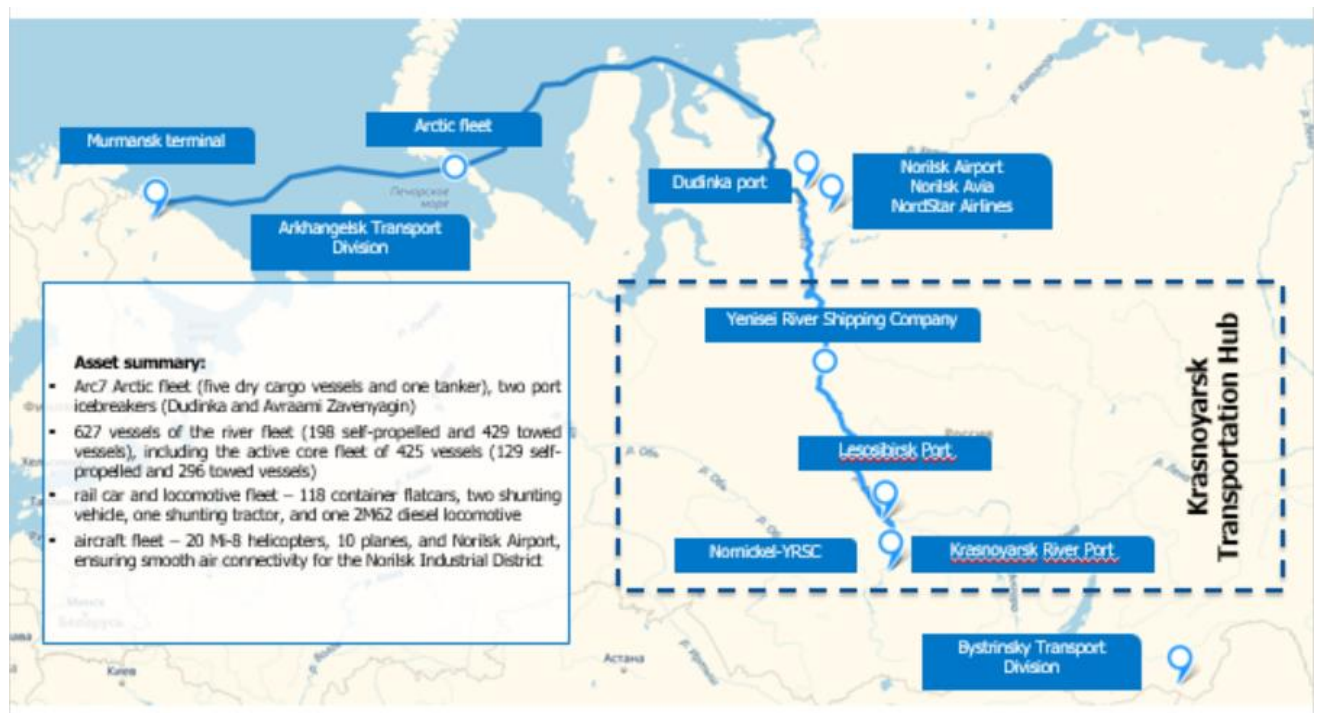 р. Хатанга
Murmansk terminal
Arctic fleet
Печорское
море
Dudinka port
Norilsk Airport
Norilsk Avia
NordStar Airlines
Arkhangelsk Transport
Division
Yenisei River Shipping Company
Krasnoyarsk
Transportation Hub
Asset summary:
▪ Arc7 Arctic fleet (five dry cargo vessels and one tanker), two port
icebreakers (Dudinka and Avraami Zavenyagin)
▪ 627 vessels of the river fleet (198 self-propelled and 429 towed
vessels), including the active core fleet of 425 vessels (129 self-
propelled and 296 towed vessels)
▪ rail car and locomotive fleet – 118 container flatcars, two shunting
vehicle, one shunting tractor, and one 2M62 diesel locomotive
▪ aircraft fleet – 20 Mi-8 helicopters, 10 planes, and Norilsk Airport,
ensuring smooth air connectivity for the Norilsk Industrial District
Россия
Lesosibirsk Port
р. Обь
Nornickel-YRSC
Krasnoyarsk River Port
Bystrinsky Transport
Division
Астана
Киев